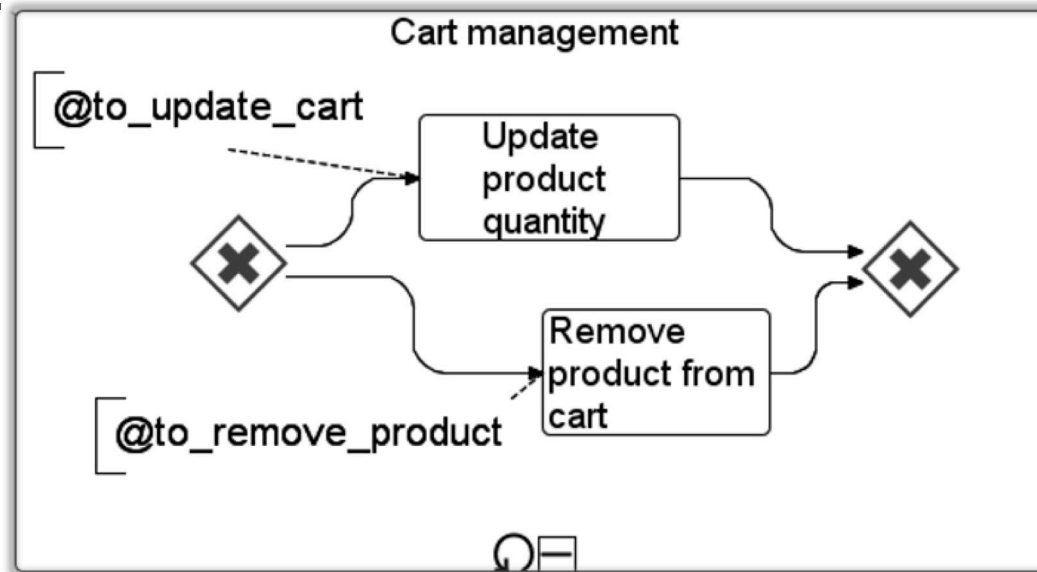 Cart management
@to_update_cart
Update
product
quantity
Remove
product from
cart
@to_remove_product